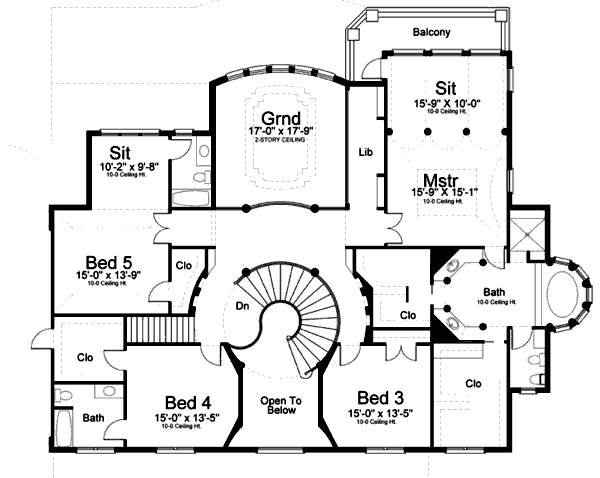 Balcony
Sit
15'-9" X 10'-0"
10-0 Ceiling Ht.
Grnd
17'-0" x 17'-9"
2-STORY CEILING
Lib
Sit
10'-2" x 9'-8"
10-0 Ceiling Ht.
Mstr
15'-9" X 15'-1"
10-0 Ceiling Ht.
Bed 5
15'-0" x 13'-9"
10-0 Ceiling Ht.
Clo
Dn
Clo
Bath
10-0 Ceiling Ht.
Clo
Bed 4
15'-0" x 13'-5"
10-0 Ceiling Ht.
Open To
Below
Bed 3
15'-0" x 13'-5"
10-0 Ceiling Ht.
Clo
Bath